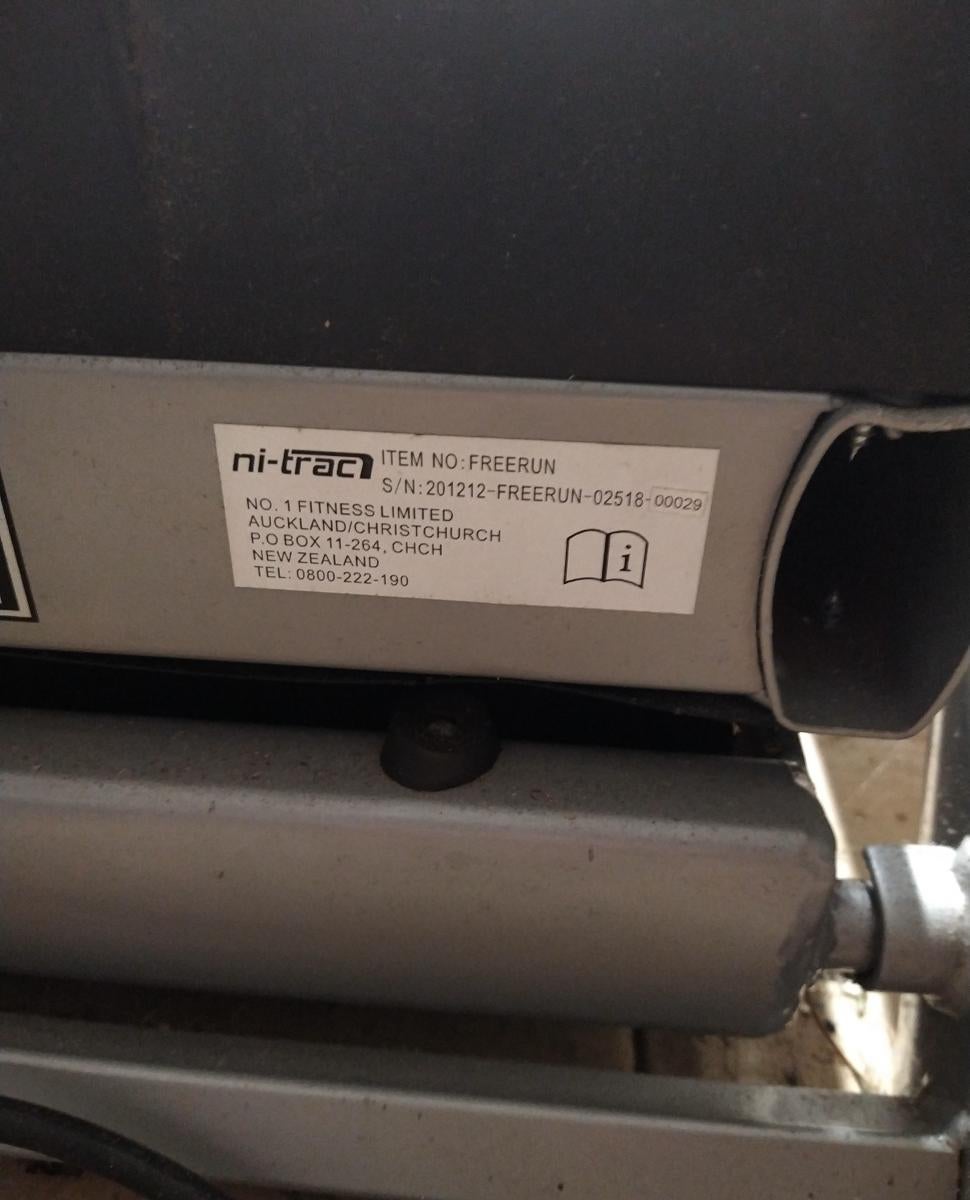 ni-trac ITEM NO: FREERUN
S/N: 201212-FREERUN-02518-00029
NO. 1 FITNESS LIMITED
AUCKLAND/CHRISTCHURCH
P.O BOX 11-264, CHCH
NEW ZEALAND
TEL: 0800-222-190
i